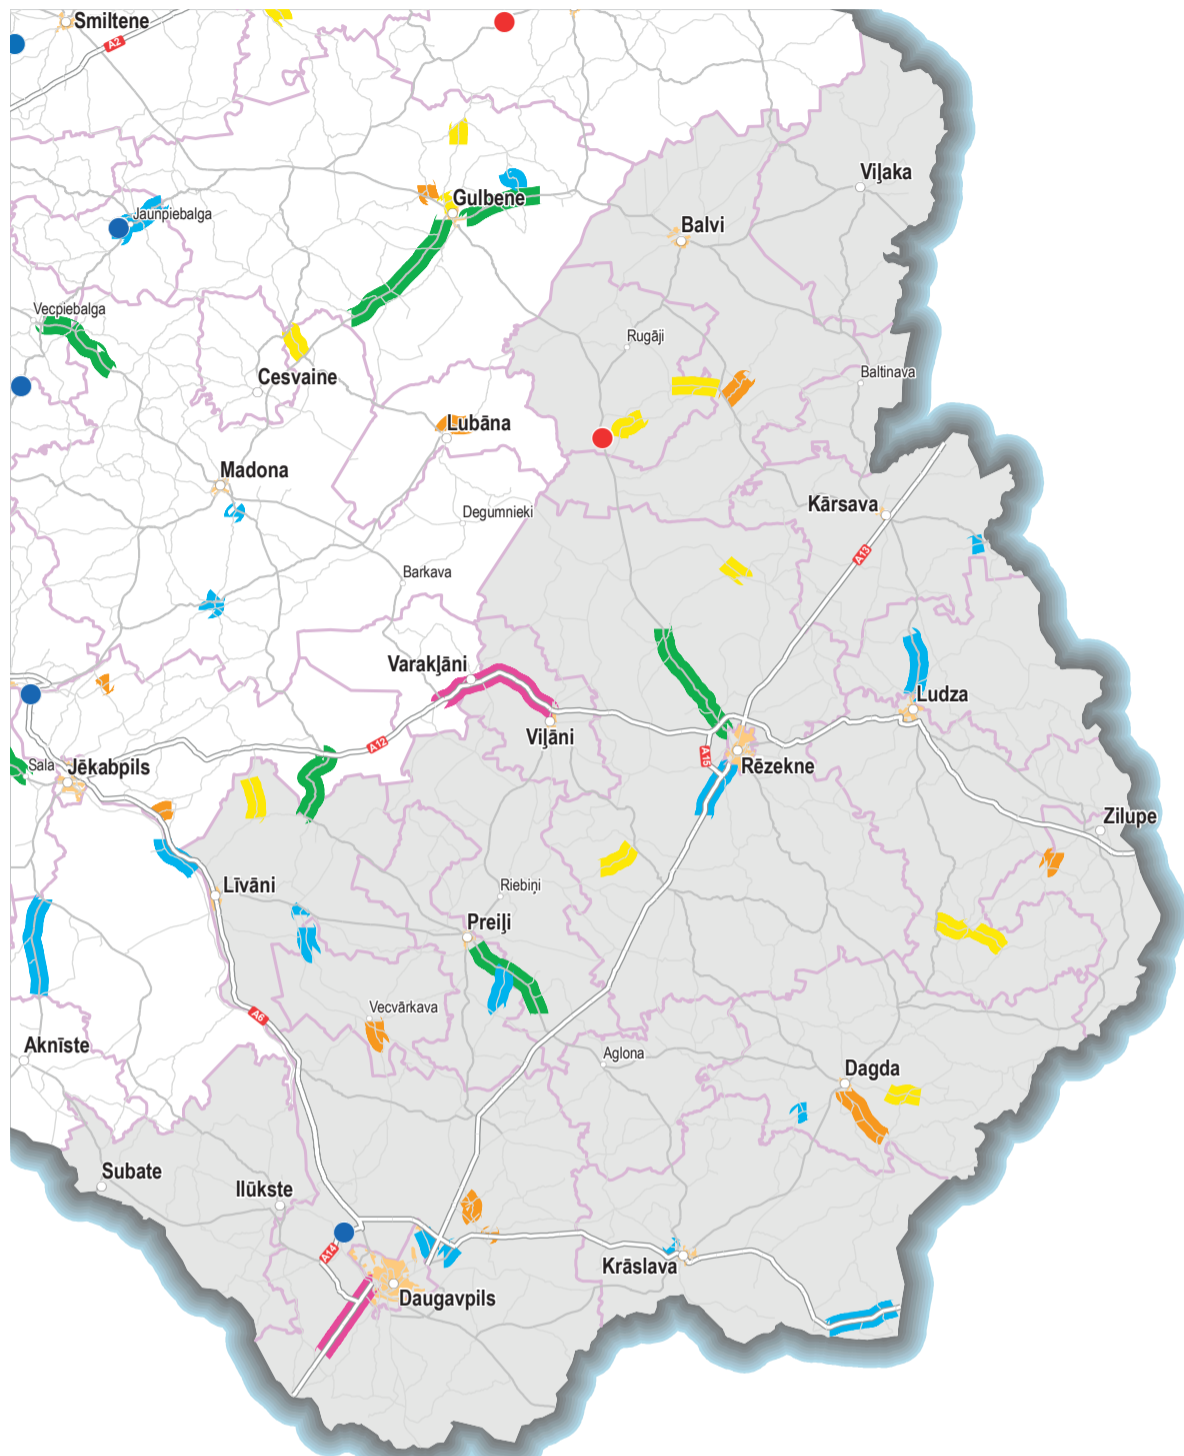 Smiltene
A2
Viļaka
Jaunpiebalga
Gulbene
Balvi
Vecpiebalga
Rugāji
Baltinava
Cesvaine
Lubāna
Madona
Degumnieki
Kārsava
A13
Barkava
Varakļāni
Ludza
Viļāni
A12
A15
Sala
Jēkabpils
Rēzekne
Zilupe
Līvāni
Riebiņi
Preiļi
Vecvārkava
A6
Aknīste
Aglona
Dagda
Subate
Ilūkste
A14
Krāslava
Daugavpils